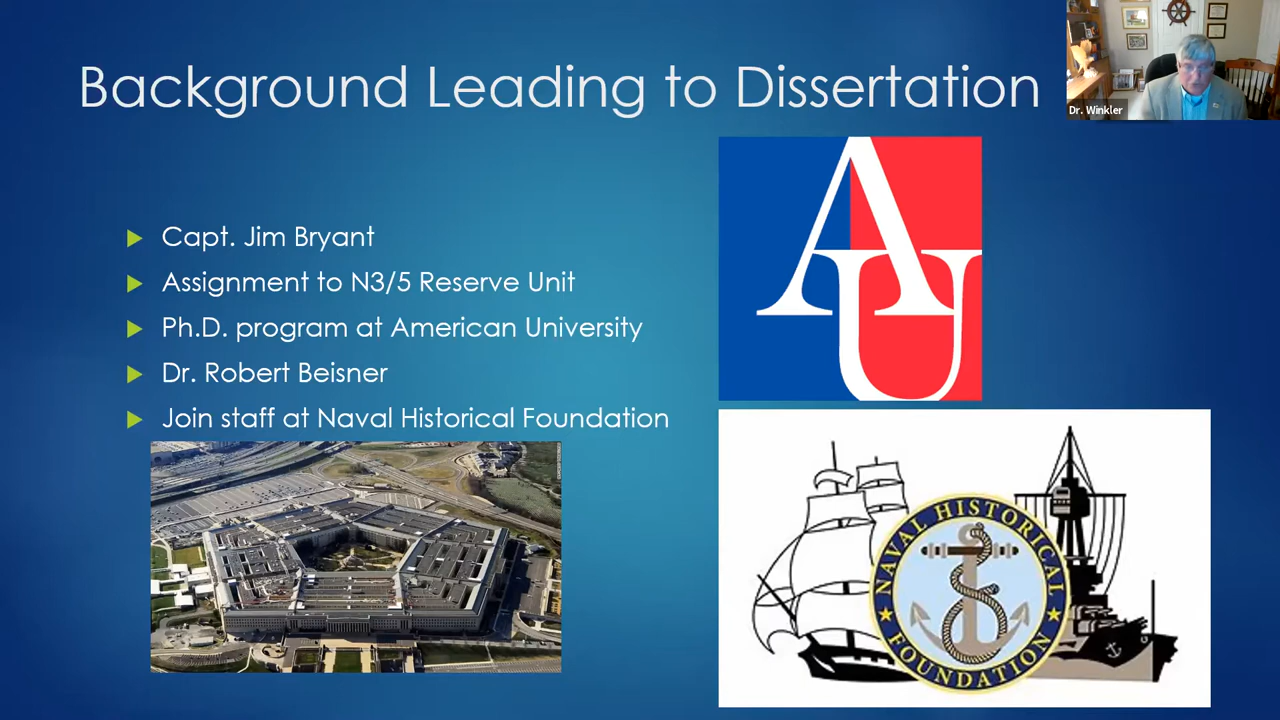 Background Leading to Dissertation
Dr. Winkler
Capt. Jim Bryant
Assignment to N3/5 Reserve Unit
Ph.D. program at American University
Dr. Robert Beisner
Join staff at Naval Historical Foundation
AU
NAVAL HISTORICAL
FOUNDATION